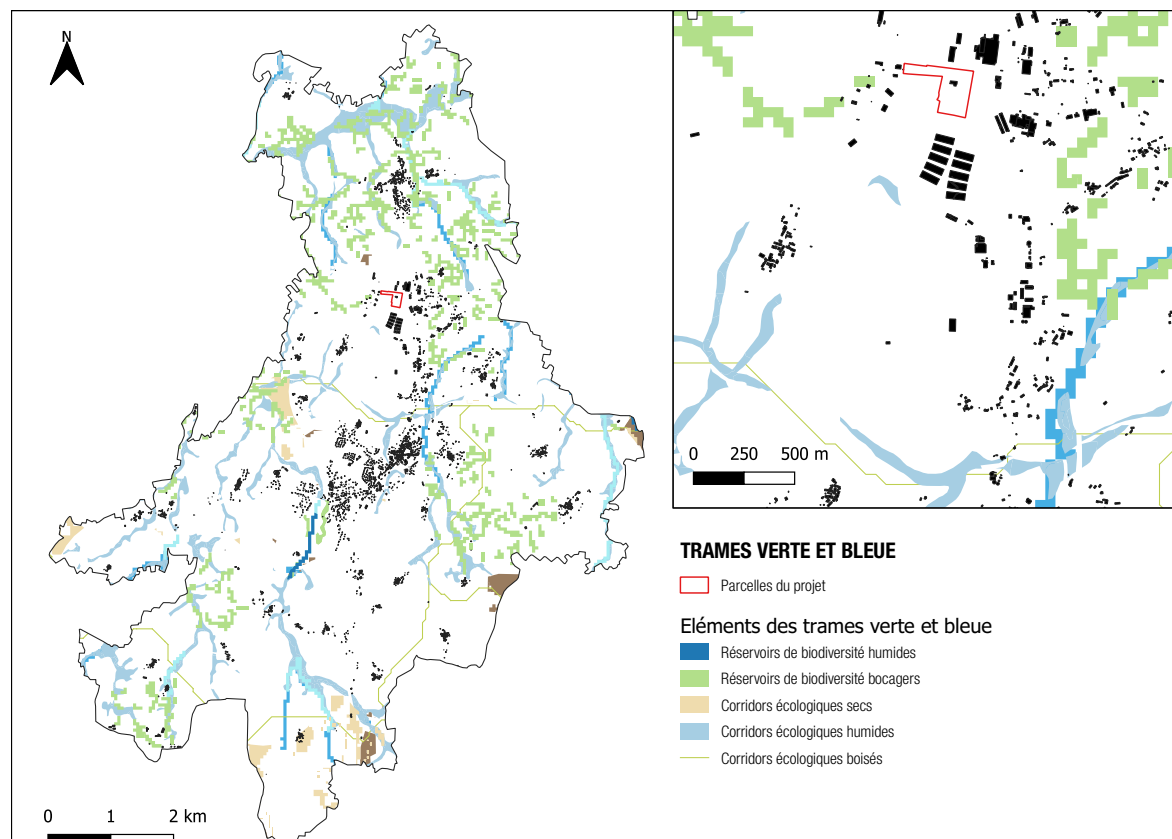 N
0 250 500 m
0 1 2 km
TRAMES VERTE ET BLEUE
Parcelles du projet
Eléments des trames verte et bleue
Réservoirs de biodiversité humides
Réservoirs de biodiversité bocagers
Corridors écologiques secs
Corridors écologiques humides
Corridors écologiques boisés